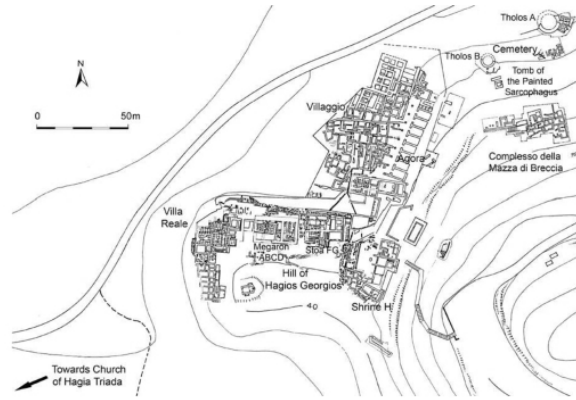 Tholos A
Cemetery
N
Tholos B
Tomb of
the Painted
Sarcophagus
0 50m
Villaggio
Agora
Complesso della
Mazza di Breccia
Villa
Reale
Megaron
ABCD
Stoa FG
Hill of
Hagios Georgios
Shrine H
40
Towards Church
of Hagia Triada